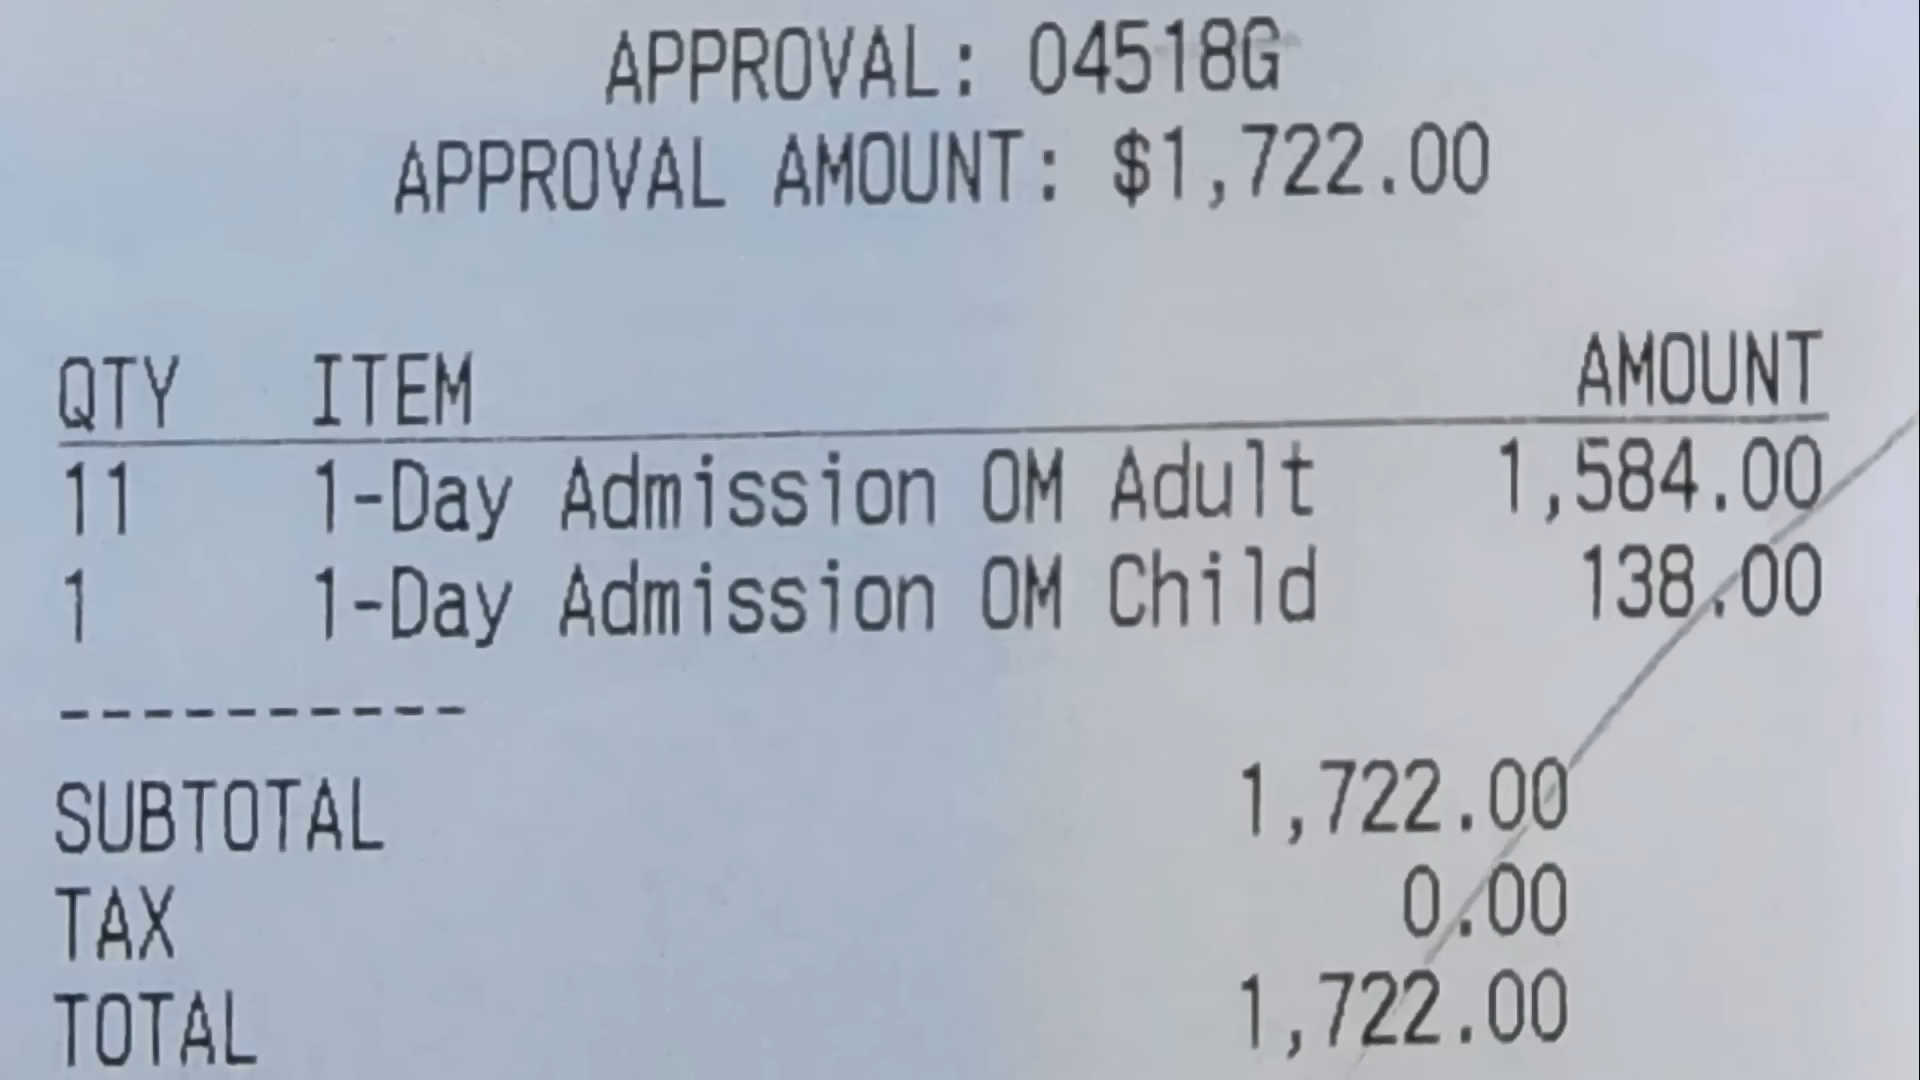 APPROVAL: 04518G
APPROVAL AMOUNT: $1,722.00
QTY ITEM AMOUNT
11 1-Day Admission OM Adult 1,584.00
1 1-Day Admission OM Child 138.00
-----------
SUBTOTAL 1,722.00
TAX 0.00
TOTAL 1,722.00